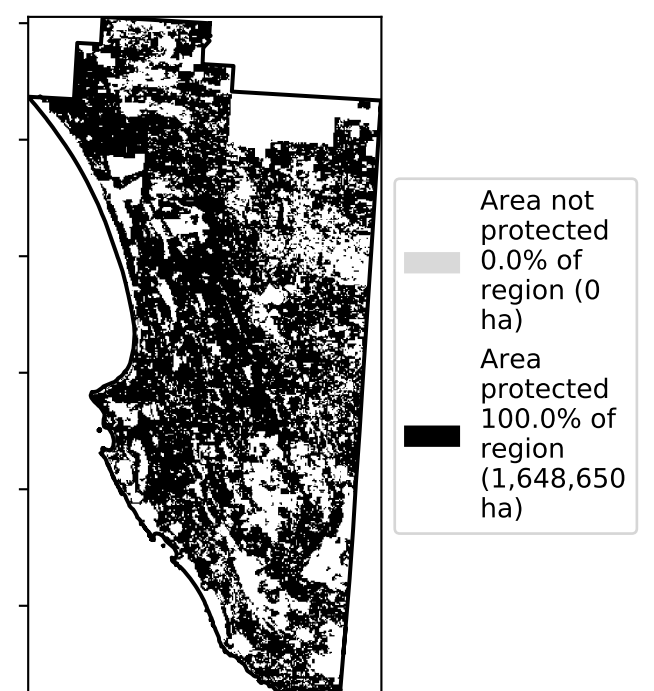 Area not
protected
0.0% of
region (0
ha)
Area
protected
100.0% of
region
(1,648,650
ha)